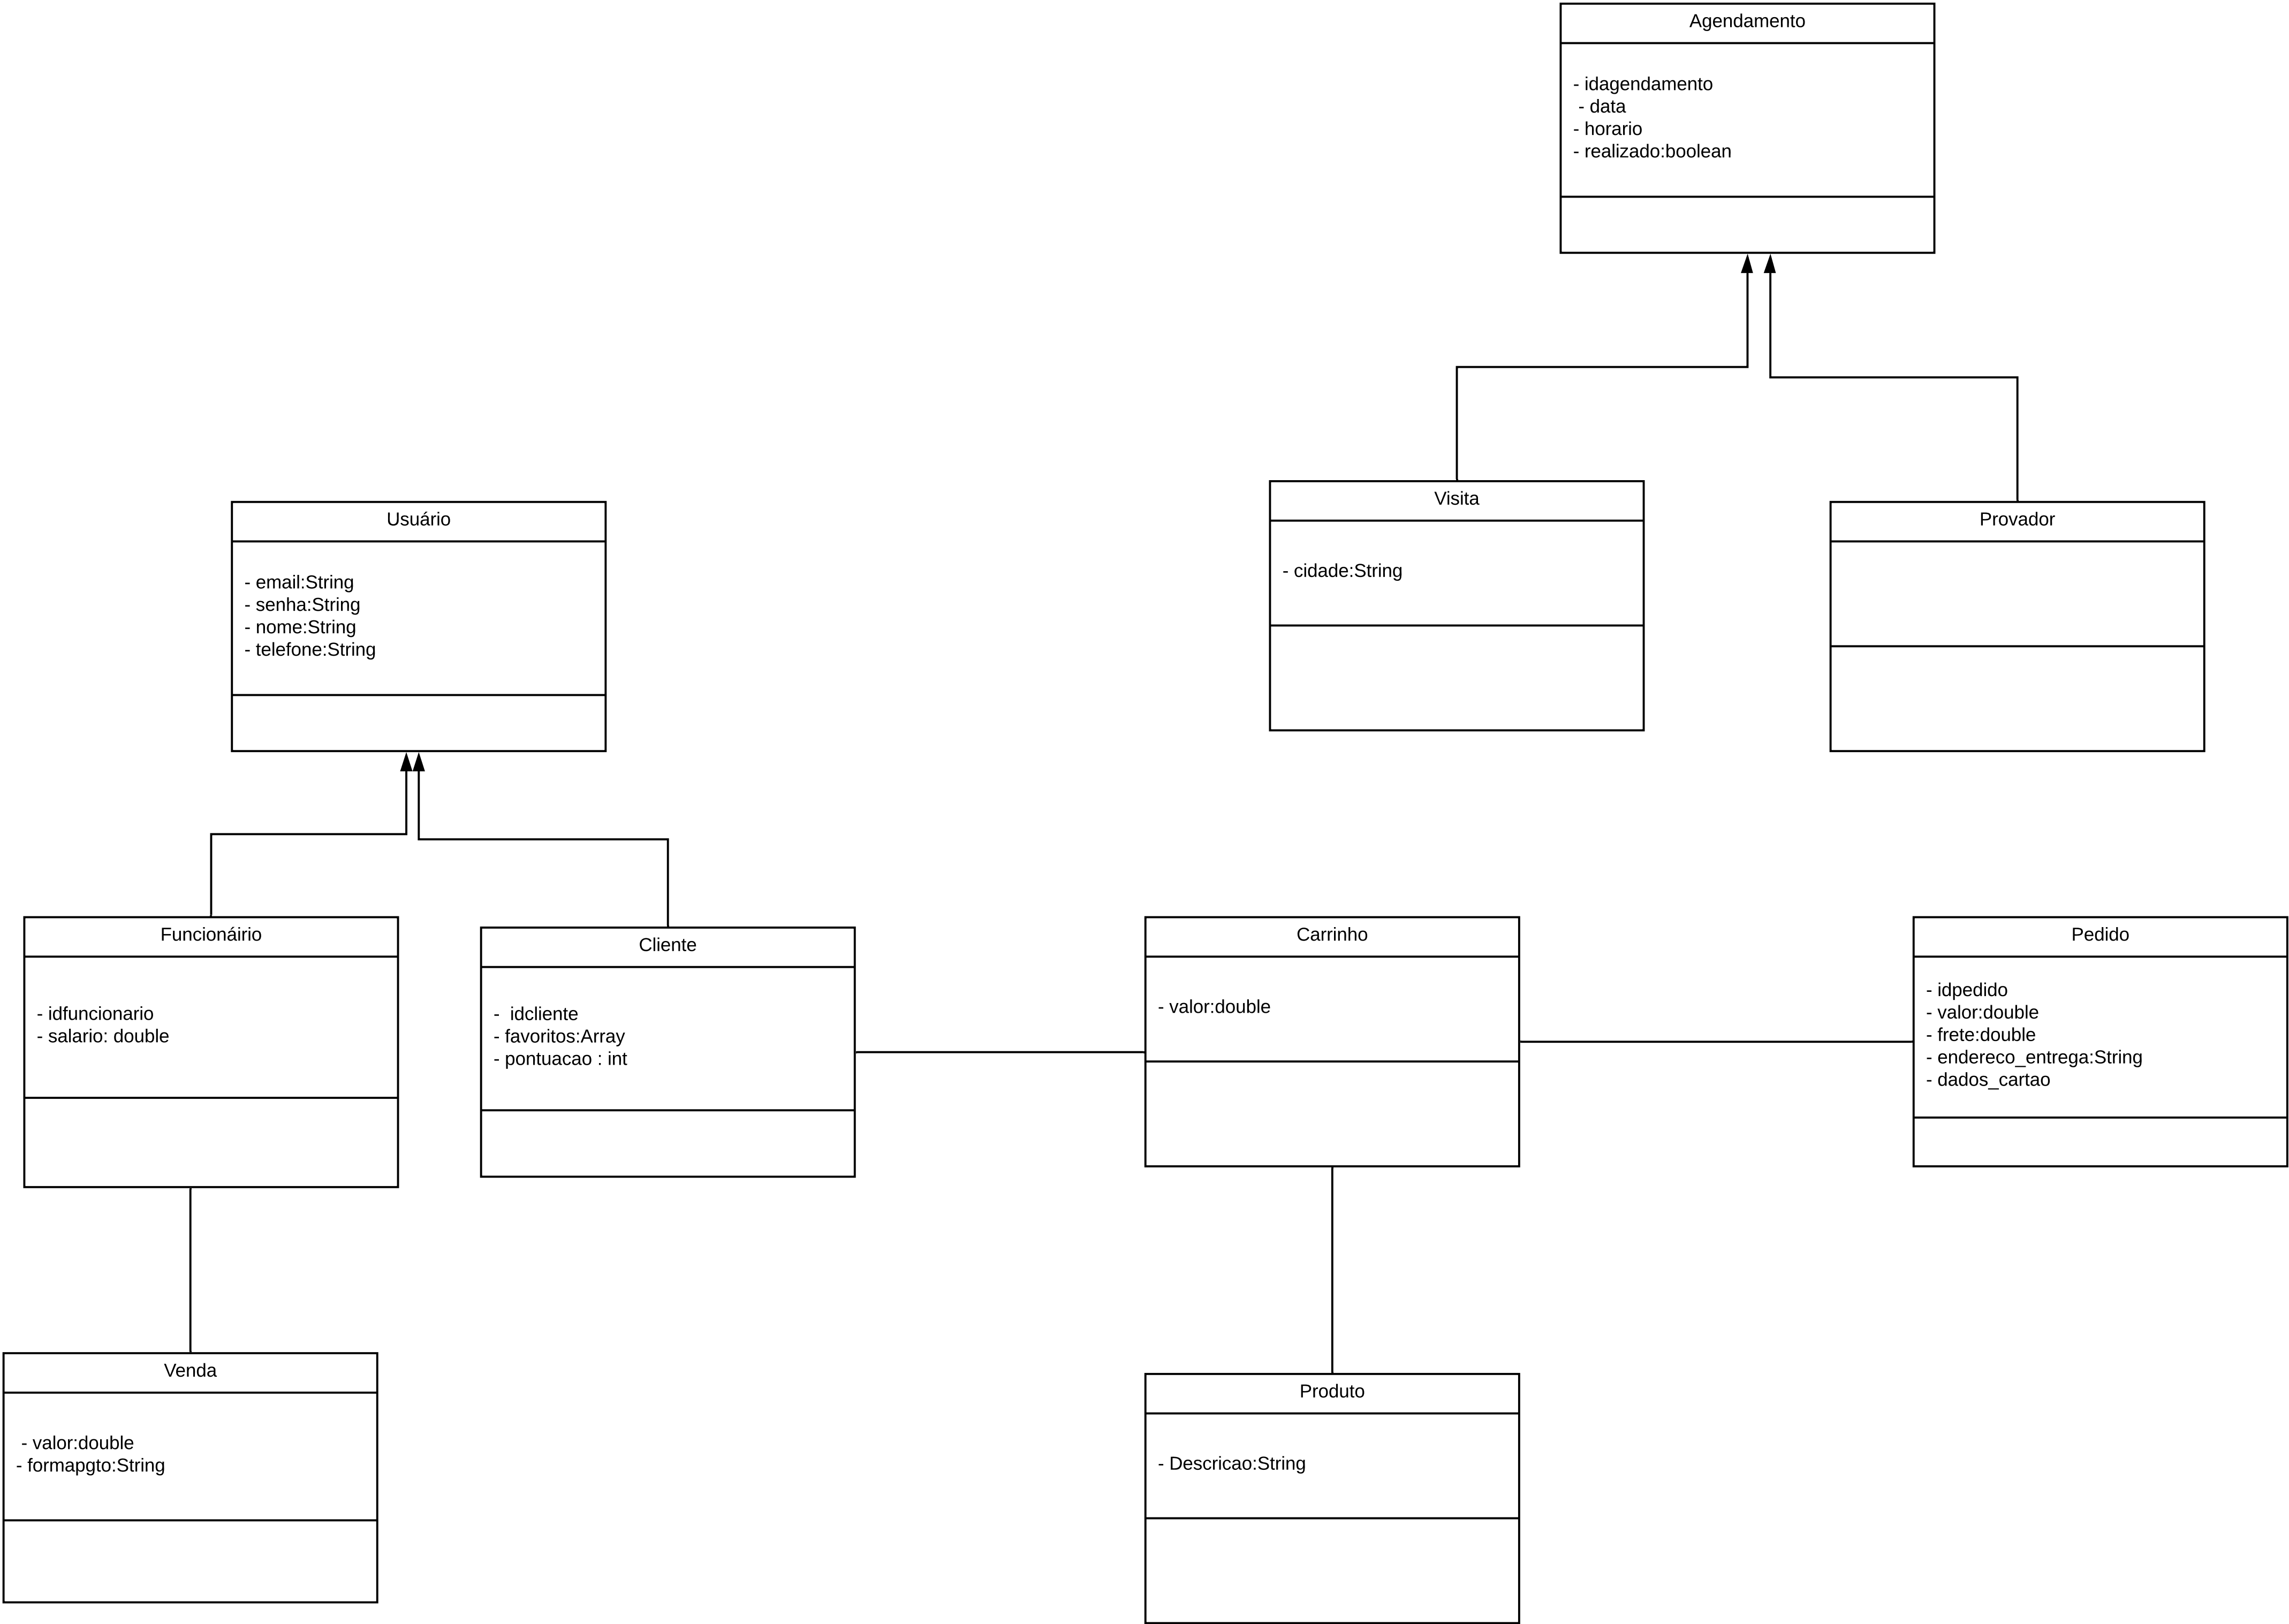 Agendamento
- idagendamento
- data
- horario
- realizado:boolean
Visita
- cidade:String
Provador
Usuário
- email:String
- senha:String
- nome:String
- telefone:String
Funcionáirio
- idfuncionario
- salario: double
Cliente
-  idcliente
- favoritos:Array
- pontuacao : int
Carrinho
- valor:double
Pedido
- idpedido
- valor:double
- frete:double
- endereco_entrega:String
- dados_cartao
Venda
- valor:double
- formapgto:String
Produto
- Descricao:String